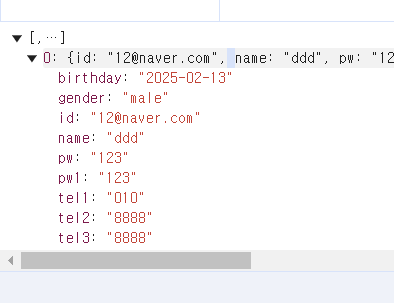 ▼ [,…]
▼ 0: {id: "12@naver.com", name: "ddd", pw: "12
birthday: "2025-02-13"
gender: "male"
id: "12@naver.com"
name: "ddd"
pw: "123"
pw1: "123"
tel1: "010"
tel2: "8888"
tel3: "8888"